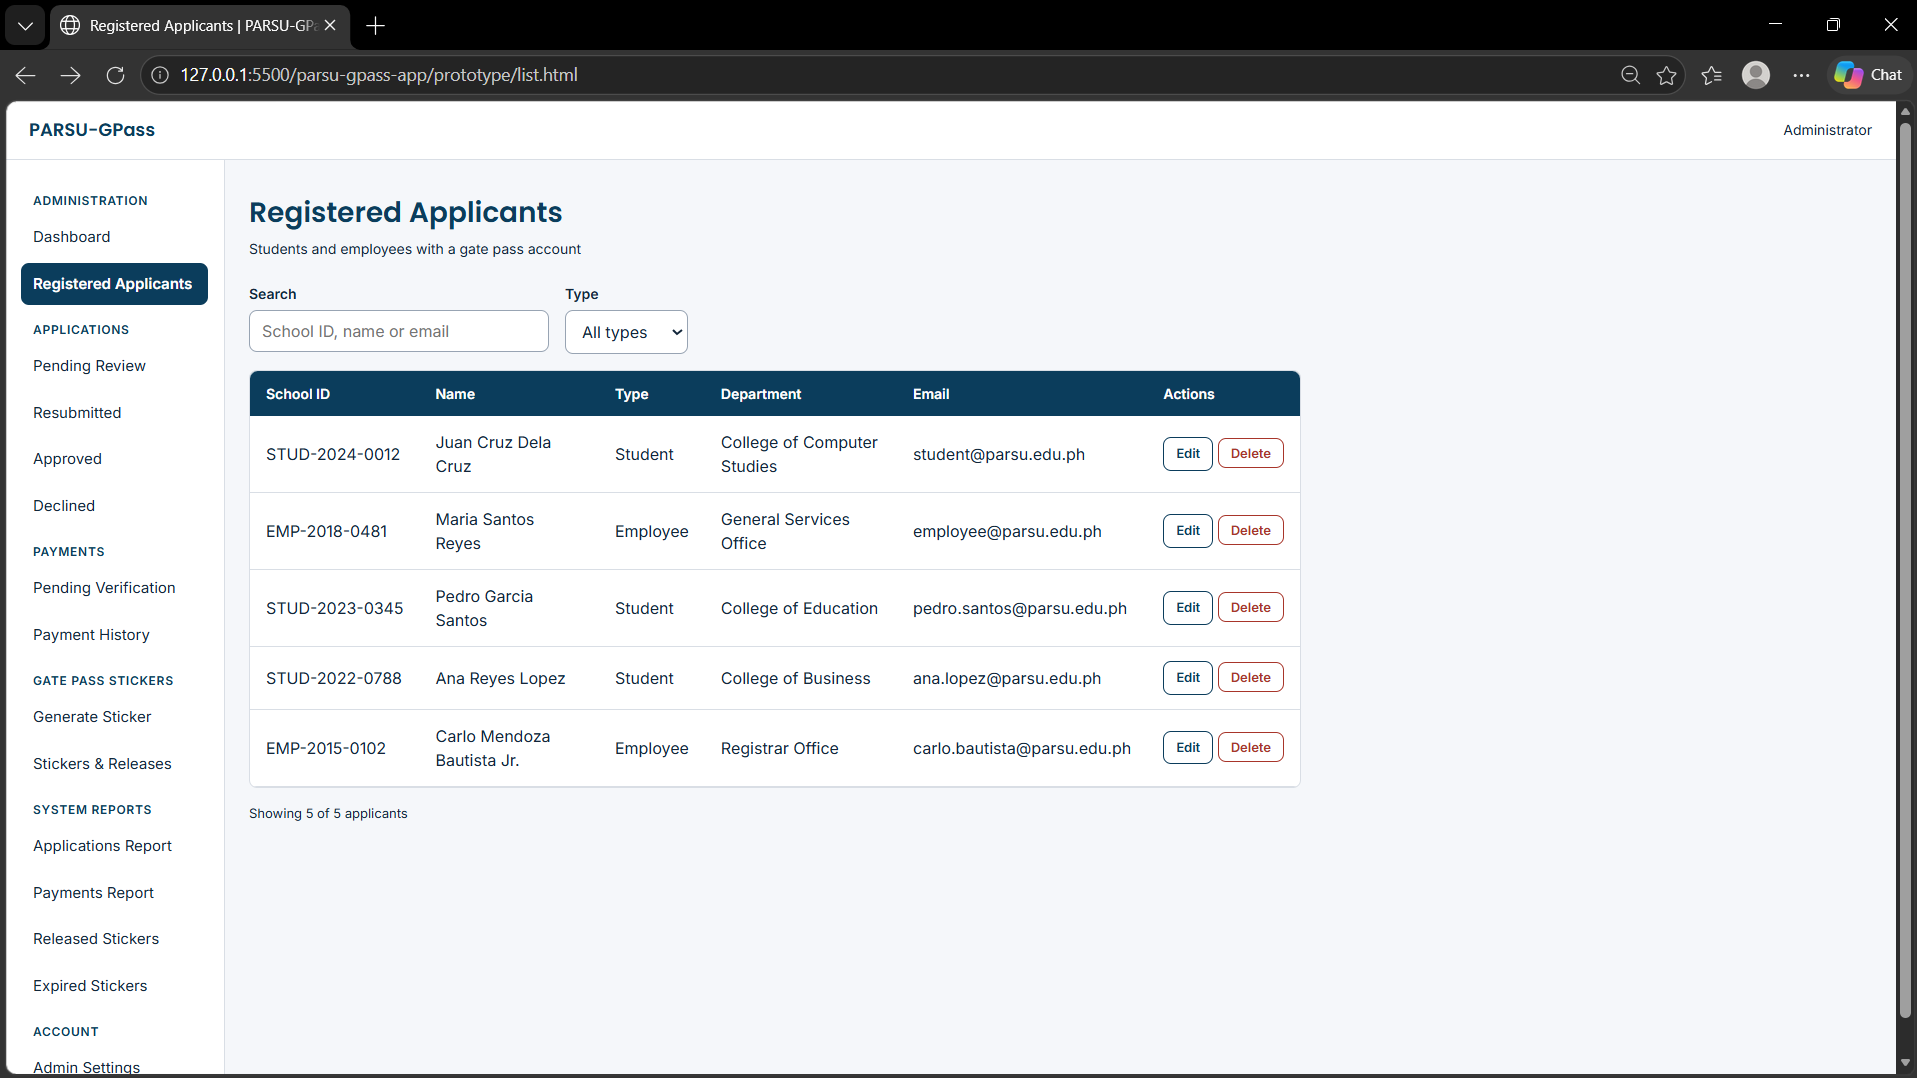 Registered Applicants | PARSU-GPa
127.0.0.1:5500/parsu-gpass-app/prototype/list.html
Chat
PARSU-GPass
Administrator
ADMINISTRATION
Dashboard
Registered Applicants
APPLICATIONS
Pending Review
Resubmitted
Approved
Declined
PAYMENTS
Pending Verification
Payment History
GATE PASS STICKERS
Generate Sticker
Stickers & Releases
SYSTEM REPORTS
Applications Report
Payments Report
Released Stickers
Expired Stickers
ACCOUNT
Admin Settings
Registered Applicants
Students and employees with a gate pass account
Search Type
School ID, name or email All types
School ID Name Type Department Email Actions
STUD-2024-0012 Juan Cruz Dela Cruz Student College of Computer Studies student@parsu.edu.ph Edit Delete
EMP-2018-0481 Maria Santos Reyes Employee General Services Office employee@parsu.edu.ph Edit Delete
STUD-2023-0345 Pedro Garcia Santos Student College of Education pedro.santos@parsu.edu.ph Edit Delete
STUD-2022-0788 Ana Reyes Lopez Student College of Business ana.lopez@parsu.edu.ph Edit Delete
EMP-2015-0102 Carlo Mendoza Bautista Jr. Employee Registrar Office carlo.bautista@parsu.edu.ph Edit Delete
Showing 5 of 5 applicants